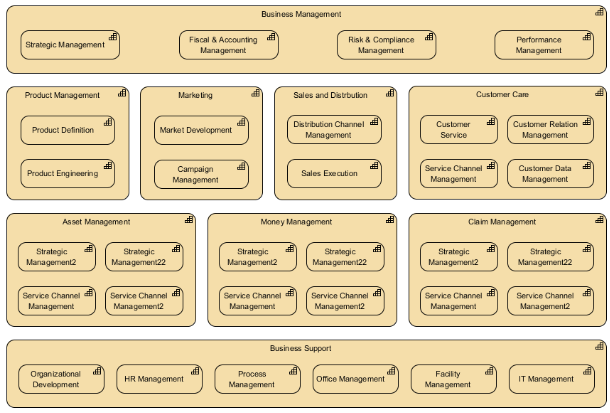 Business Management
Strategic Management
Fiscal & Accounting
Management
Risk & Compliance
Management
Performance
Management
Product Management
Product Definition
Product Engineering
Marketing
Market Development
Campaign
Management
Sales and Distrbution
Distribution Channel
Management
Sales Execution
Customer Care
Customer
Service
Customer Relation
Management
Service Channel
Management
Customer Data
Management
Asset Management
Strategic
Management2
Strategic
Management22
Service Channel
Management
Service Channel
Management2
Money Management
Strategic
Management2
Strategic
Management22
Service Channel
Management
Service Channel
Management2
Claim Management
Strategic
Management2
Strategic
Management22
Service Channel
Management
Service Channel
Management2
Business Support
Organizational
Development
HR Management
Process
Management
Office Management
Facility
Management
IT Management